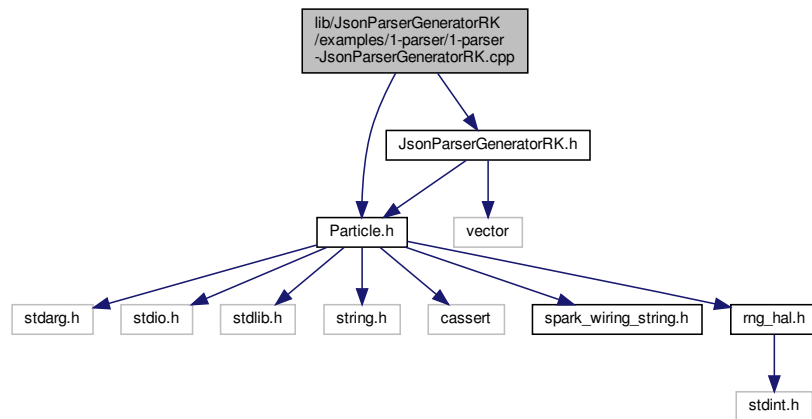 lib/JsonParserGeneratorRK
/examples/1-parser/1-parser
-JsonParserGeneratorRK.cpp
JsonParserGeneratorRK.h
Particle.h
vector
stdarg.h
stdio.h
stdlib.h
string.h
cassert
spark_wiring_string.h
rng_hal.h
stdint.h